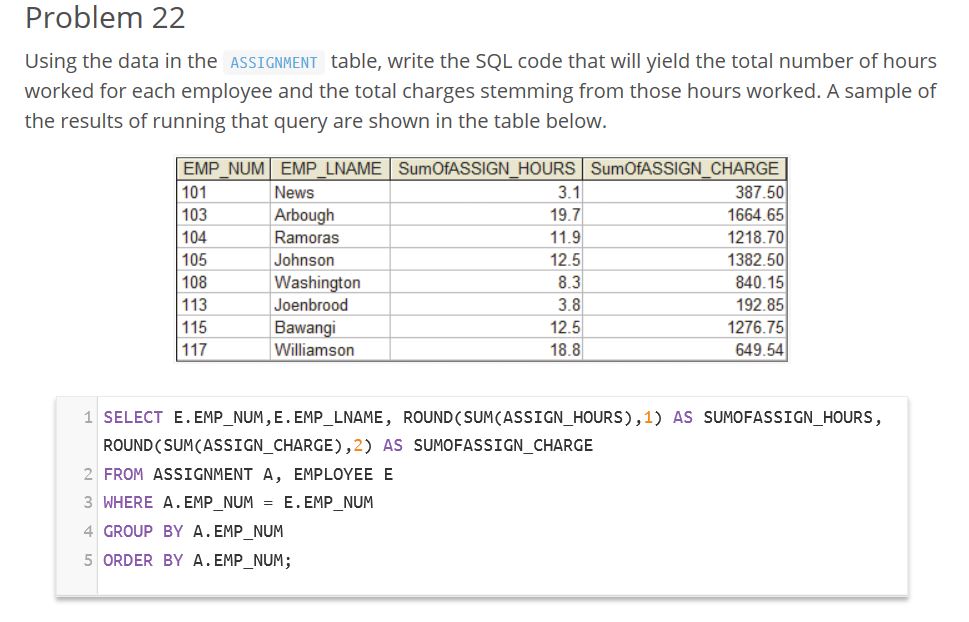 Problem 22
Using the data in the ASSIGNMENT table, write the SQL code that will yield the total number of hours
worked for each employee and the total charges stemming from those hours worked. A sample of
the results of running that query are shown in the table below.
EMP_NUM EMP_LNAME SumOfASSIGN_HOURS SumOfASSIGN_CHARGE
101 News 3.1 387.50
103 Arbough 19.7 1664.65
104 Ramoras 11.9 1218.70
105 Johnson 12.5 1382.50
108 Washington 8.3 840.15
113 Joenbrood 3.8 192.85
115 Bawangi 12.5 1276.75
117 Williamson 18.8 649.54
1 SELECT E.EMP_NUM,E.EMP_LNAME, ROUND(SUM(ASSIGN_HOURS),1) AS SUMOFASSIGN_HOURS,
ROUND(SUM(ASSIGN_CHARGE),2) AS SUMOFASSIGN_CHARGE
2 FROM ASSIGNMENT A, EMPLOYEE E
3 WHERE A.EMP_NUM = E.EMP_NUM
4 GROUP BY A.EMP_NUM
5 ORDER BY A.EMP_NUM;